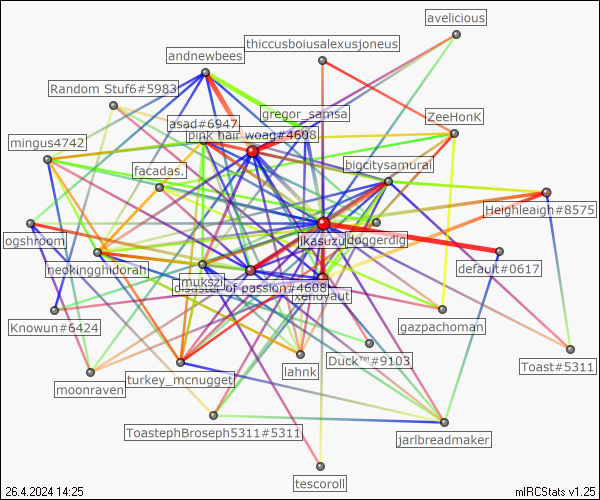 avelicious
thiccusboiusalexusjoneus
andnewbees
Random Stuf6#5983
gregor_samsa
ZeeHonK
asad#6947
pink hair woag#4608
mingus4742
bigcitysamurai
facadas.
Heighleaigh#8575
ogshroom
jikasuzu
doggerdig
default#0617
neokingghidorah
mukszi
disaster of passion#4608
xenoyaut
Knowun#6424
gazpachoman
Duck™#9103
Toast#5311
lahnk
moonraven
turkey_mcnugget
ToastephBroseph5311#5311
jarlbreadmaker
tescoroll
26.4.2024 14:25
mIRCStats v1.25